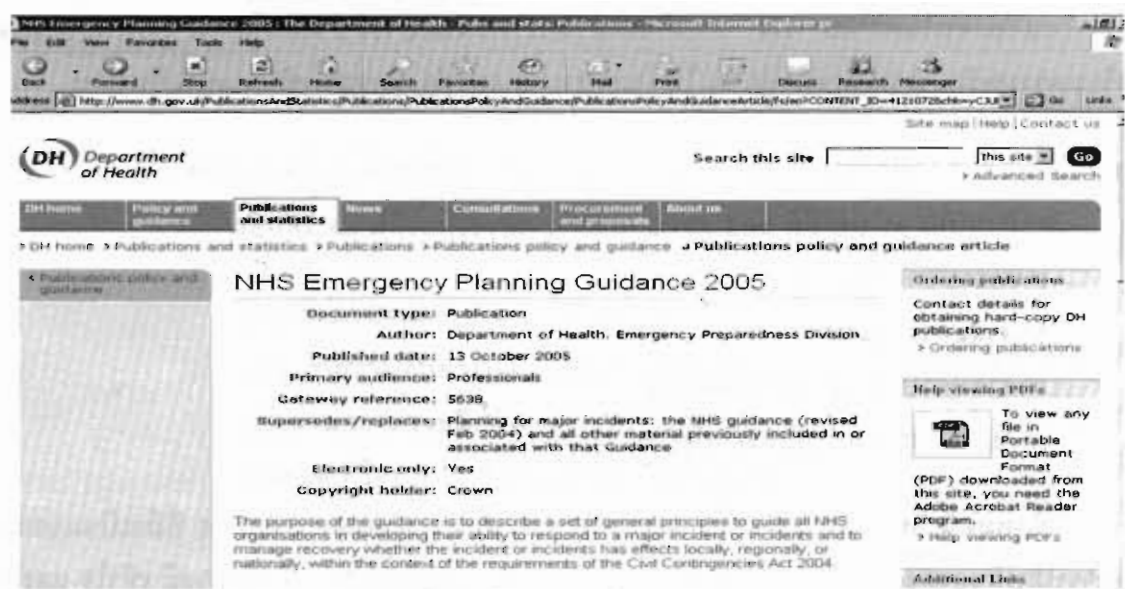 NHS Emergency Planning Guidance 2005 : The Department of Health - Pubs and stats: Publications - Microsoft Internet Explorer
File Edit View Favorites Tools Help
Back Forward Stop Refresh Home Search Favorites History Mail Print Discuss Research Messenger
Address http://www.dh.gov.uk/PublicationsAndStatistics/Publications/PublicationsPolicyAndGuidance/PublicationsPolicyAndGuidanceArticle/fs/en?CONTENT_ID= Go Links
Site map | Help | Contact us
DH Department
of Health
Search this site this site Go
> Advanced Search
DH home Policy and guidance Publications and statistics News Consultations Procurement and proposals About us
> DH home > Publications and statistics > Publications > Publications policy and guidance Publications policy and guidance article
Publications policy and
guidance
NHS Emergency Planning Guidance 2005
Document type: Publication
Author: Department of Health, Emergency Preparedness Division
Published date: 13 October 2005
Primary audience: Professionals
Gateway reference: 5638
Supersedes/replaces: Planning for major incidents: the NHS guidance (revised
Feb 2004) and all other material previously included in or
associated with that Guidance
Electronic only: Yes
Copyright holder: Crown
The purpose of the guidance is to describe a set of general principles to guide all NHS
organisations in developing their ability to respond to a major incident or incidents and to
manage recovery whether the incident or incidents has effects locally, regionally, or
nationally, within the context of the requirements of the Civil Contingencies Act 2004.
Ordering publications
Contact details for
obtaining hard-copy DH
publications.
> Ordering publications
Help viewing PDFs
To view any
file in
Portable
Document
Format
(PDF) downloaded from
this site, you need the
Adobe Acrobat Reader
program.
> Help viewing PDFs
Additional Links